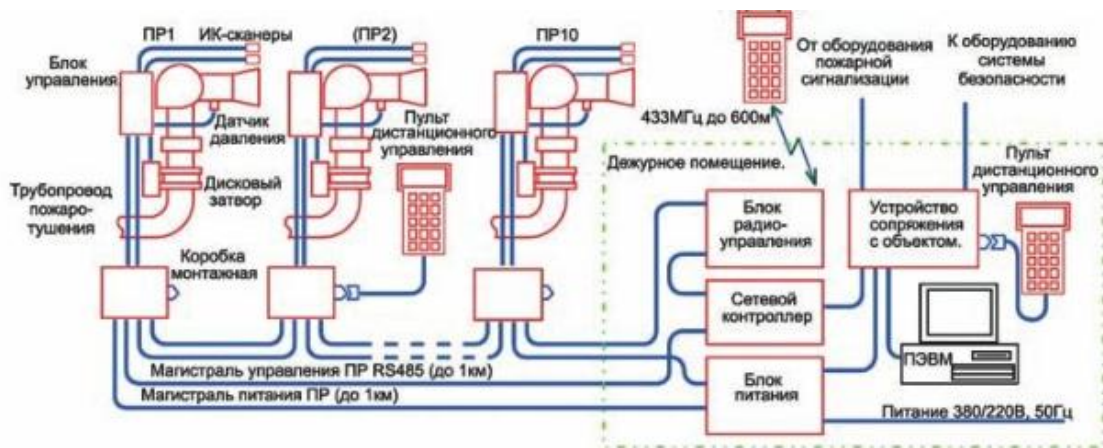 ПР1
ИК-сканеры
(ПР2)
ПР10
Блок
управления
Датчик
давления
Пульт
дистанционного
управления
Трубопровод
пожаро-
тушения
Дисковый
затвор
Коробка
монтажная
433МГц до 600м
От оборудования
пожарной
сигнализации
К оборудованию
системы
безопасности
Дежурное помещение.
Пульт
дистанционного
управления
Блок
радио-
управления
Устройство
сопряжения
с объектом.
Сетевой
контроллер
ПЭВМ
Блок
питания
Магистраль управления ПР RS485 (до 1км)
Магистраль питания ПР (до 1км)
Питание 380/220В, 50Гц